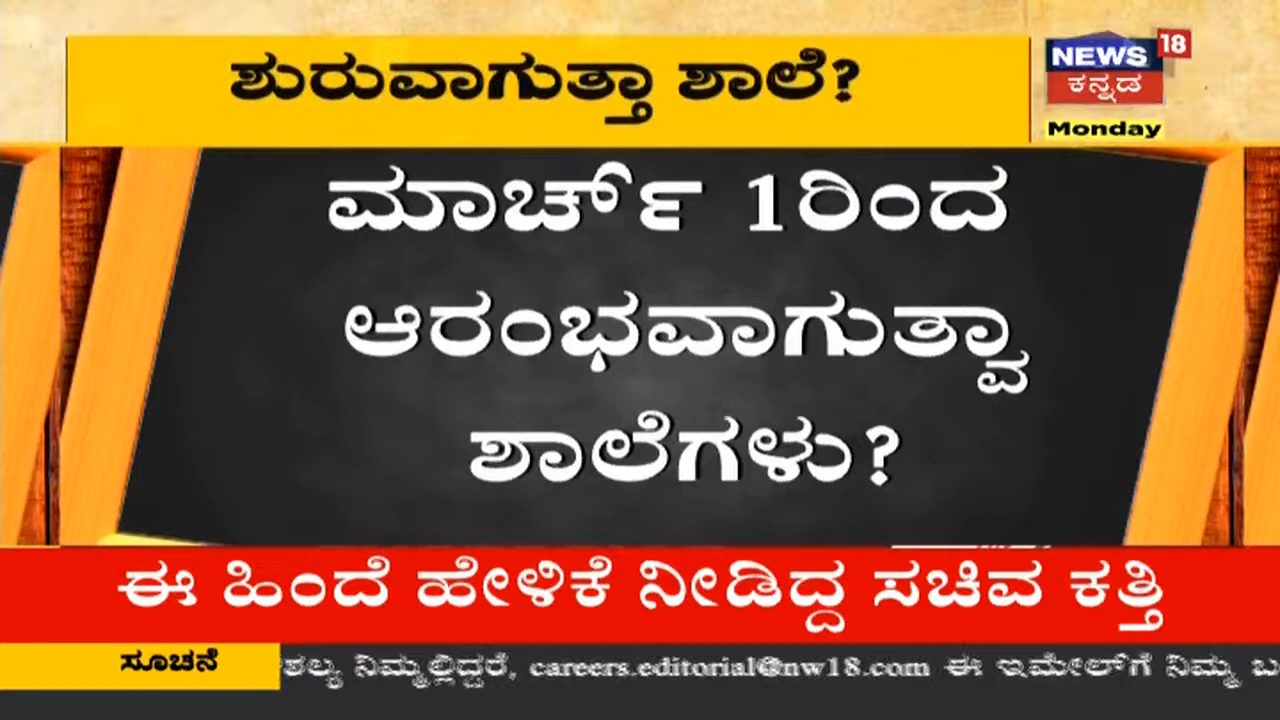 ಶುರುವಾಗುತ್ತಾ ಶಾಲೆ?
NEWS 18
ಕನ್ನಡ
Monday
ಮಾರ್ಚ್೯ 1ರಿಂದ
ಆರಂಭವಾಗುತ್ವಾ
ಶಾಲೆಗಳು?
ಈ ಹಿಂದೆ ಹೇಳಿಕೆ ನೀಡಿದ್ದ ಸಚಿವ ಕತ್ತಿ
ಸೂಚನೆ ನಿಮ್ಮಲ್ಲಿದ್ದರೆ, careers.editorial@nw18.com ಈ ಇಮೇಲ್‌ಗೆ ನಿಮ್ಮ